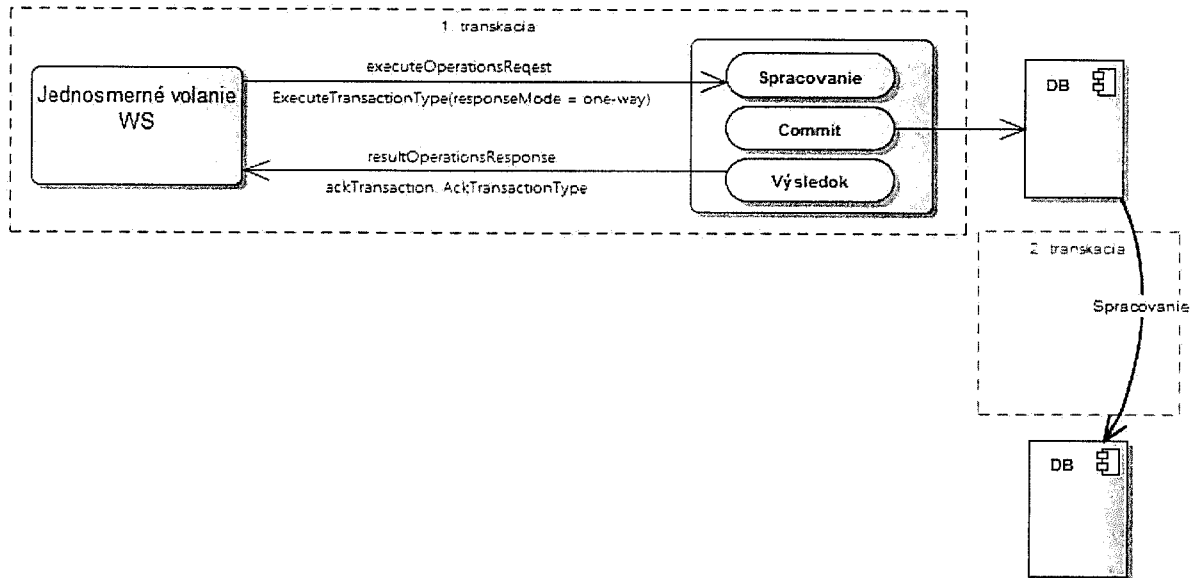 1. transkacia
executeOperationsReqest
ExecuteTransactionType(responseMode = one-way)
Jednosmerné volanie
WS
resultOperationsResponse
ackTransaction: AckTransactionType
Spracovanie
Commit
Výsledok
DB
2. transkacia
Spracovanie
DB